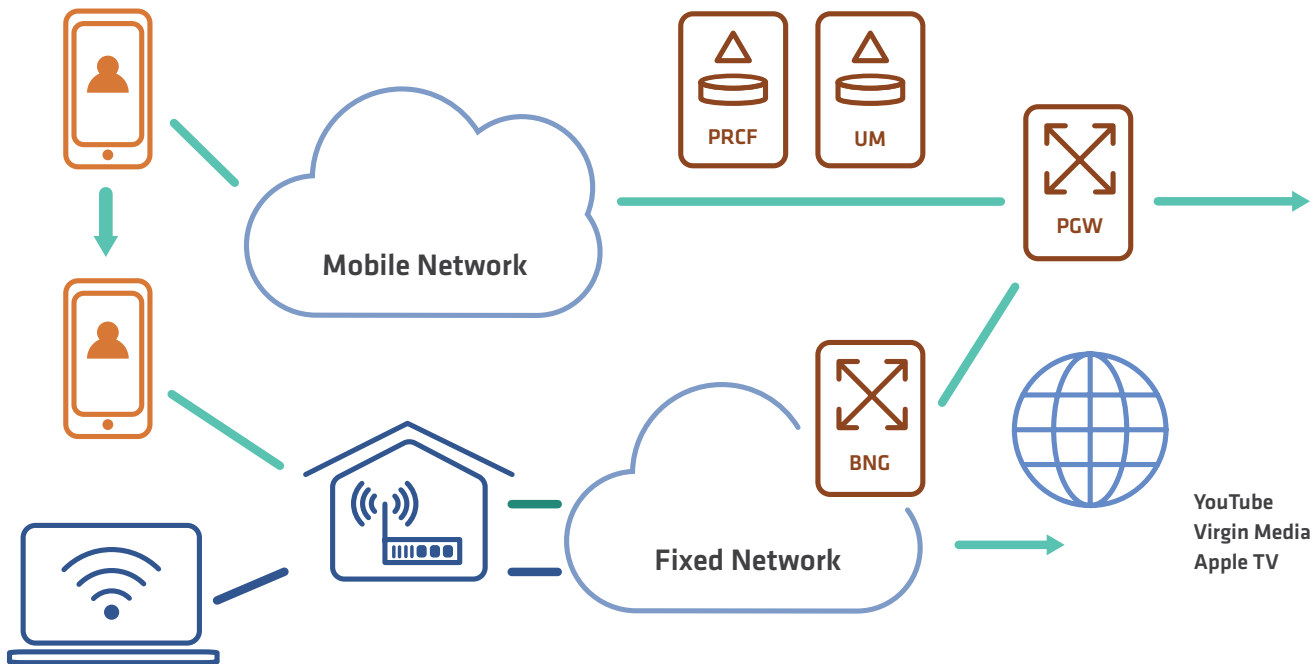 PRCF
UM
PGW
Mobile Network
BNG
YouTube
Virgin Media
Apple TV
Fixed Network